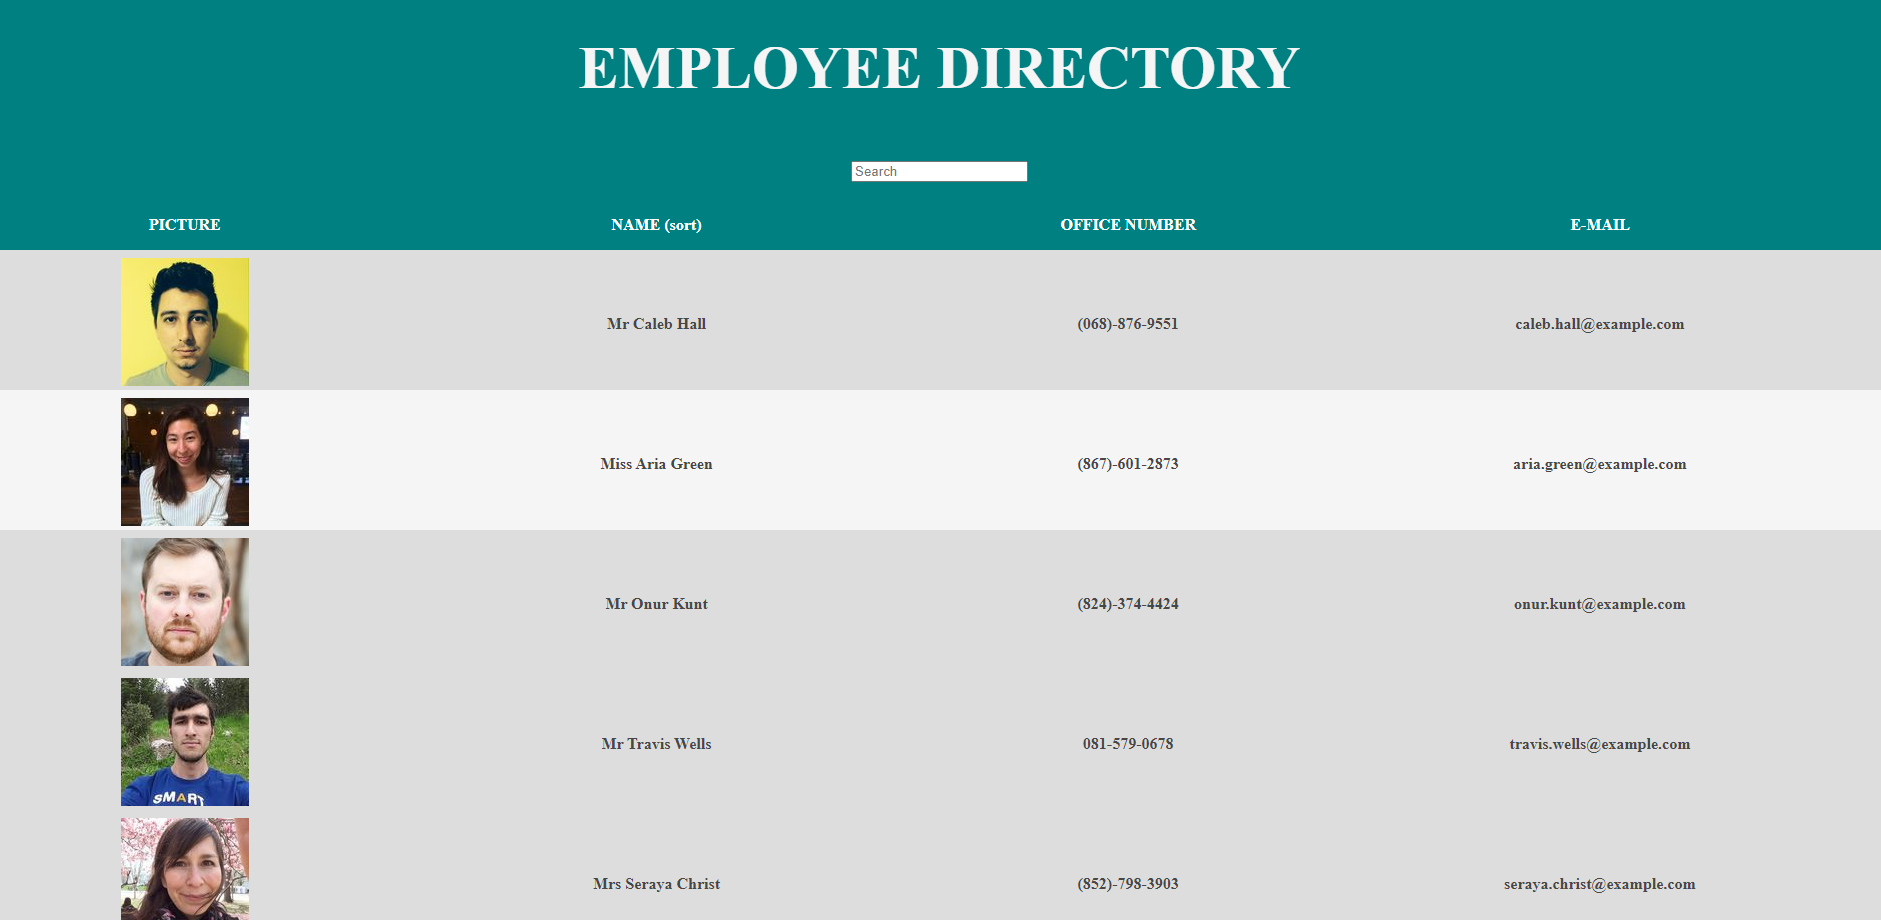 EMPLOYEE DIRECTORY
Search
PICTURE NAME (sort) OFFICE NUMBER E-MAIL
Mr Caleb Hall (068)-876-9551 caleb.hall@example.com
Miss Aria Green (867)-601-2873 aria.green@example.com
Mr Onur Kunt (824)-374-4424 onur.kunt@example.com
Mr Travis Wells 081-579-0678 travis.wells@example.com
SMART
Mrs Seraya Christ (852)-798-3903 seraya.christ@example.com